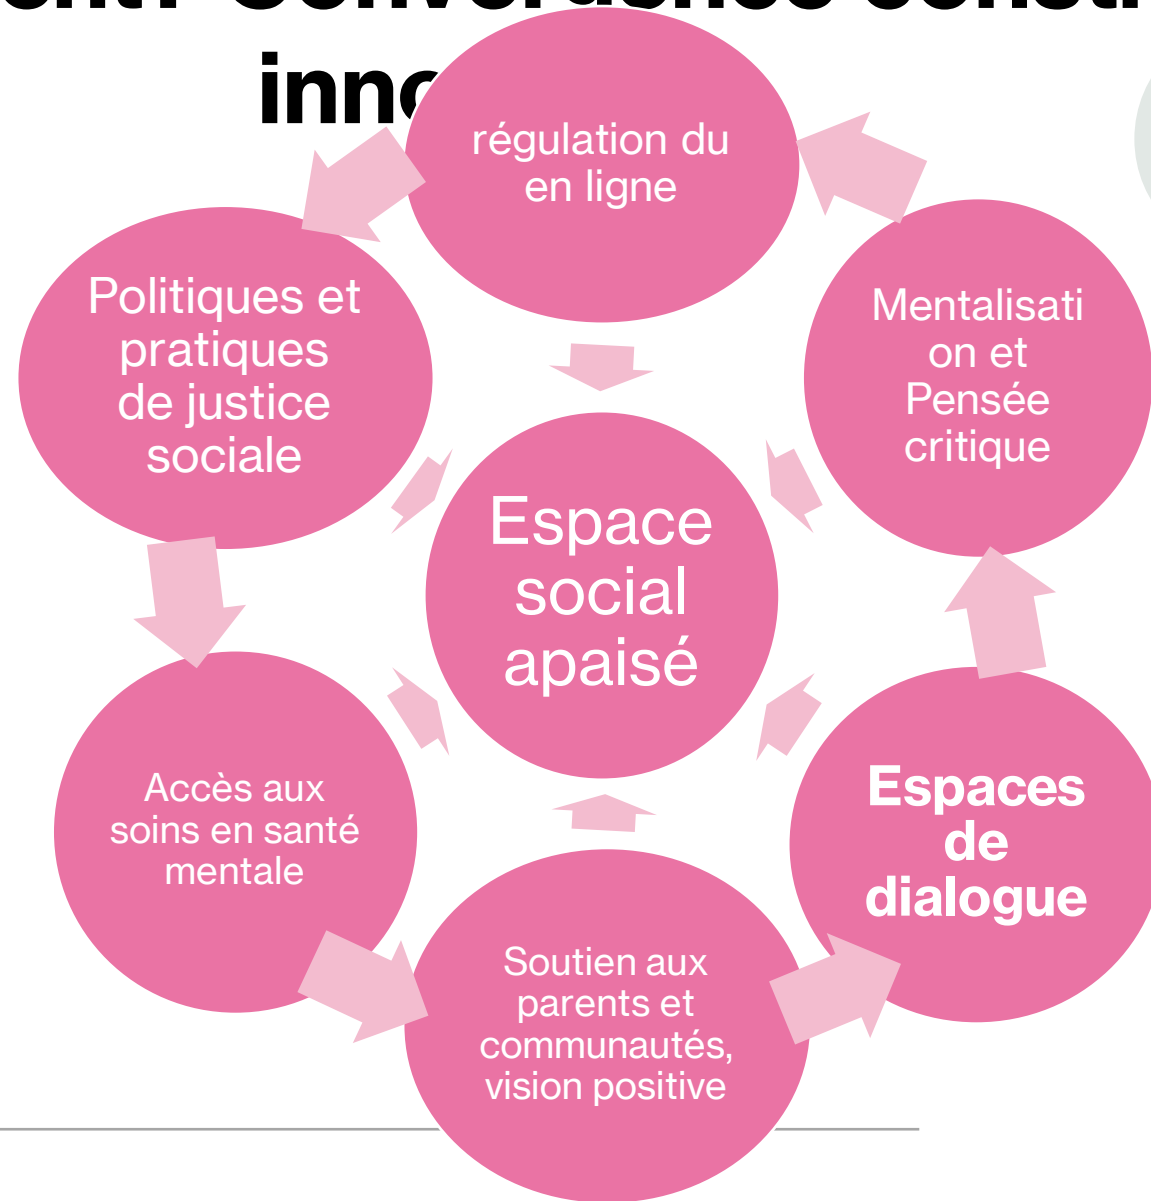 régulation du
en ligne
Politiques et
pratiques
de justice
sociale
Mentalisati
on et
Pensée
critique
Espace
social
apaisé
Accès aux
soins en santé
mentale
Espaces
de
dialogue
Soutien aux
parents et
communautés,
vision positive